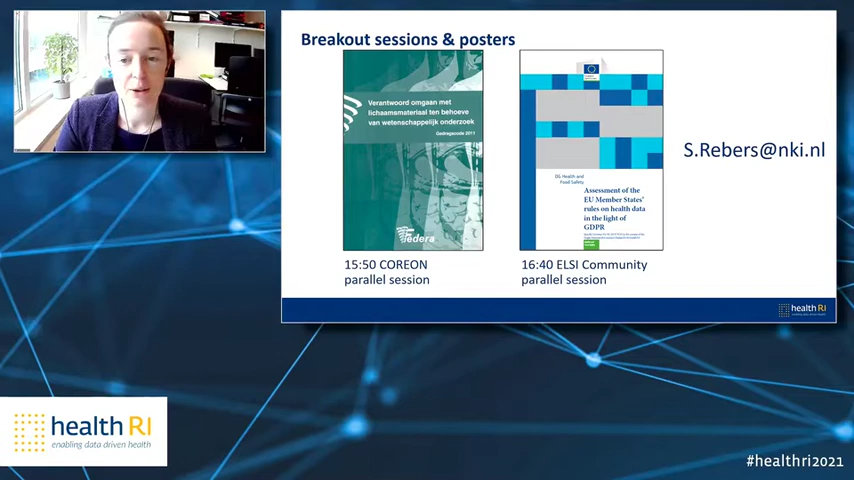 Breakout sessions & posters
Verantwoord omgaan met
lichaamsmateriaal ten behoeve
van wetenschappelijk onderzoek
Gedragscode 2011
federa
DG Health and
Food Safety
Assessment of the
EU Member States'
rules on health data
in the light of
GDPR
S.Rebers@nki.nl
15:50 COREON
parallel session
16:40 ELSI Community
parallel session
health RI
health RI
enabling data driven health
#healthri2021